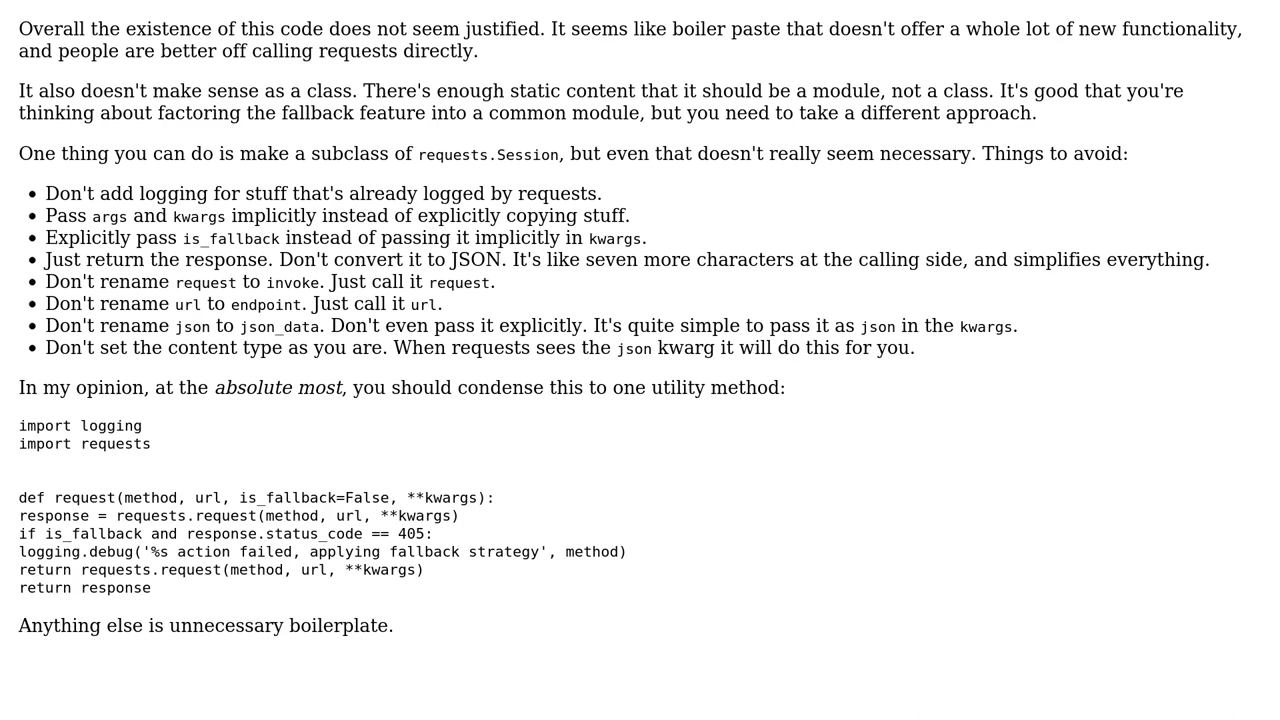 Overall the existence of this code does not seem justified. It seems like boiler paste that doesn't offer a whole lot of new functionality,
and people are better off calling requests directly.
It also doesn't make sense as a class. There's enough static content that it should be a module, not a class. It's good that you're
thinking about factoring the fallback feature into a common module, but you need to take a different approach.
One thing you can do is make a subclass of requests.Session, but even that doesn't really seem necessary. Things to avoid:
• Don't add logging for stuff that's already logged by requests.
• Pass args and kwargs implicitly instead of explicitly copying stuff.
• Explicitly pass is_fallback instead of passing it implicitly in kwargs.
• Just return the response. Don't convert it to JSON. It's like seven more characters at the calling side, and simplifies everything.
• Don't rename request to invoke. Just call it request.
• Don't rename url to endpoint. Just call it url.
• Don't rename json to json_data. Don't even pass it explicitly. It's quite simple to pass it as json in the kwargs.
• Don't set the content type as you are. When requests sees the json kwarg it will do this for you.
In my opinion, at the absolute most, you should condense this to one utility method:
import logging
import requests
def request(method, url, is_fallback=False, **kwargs):
response = requests.request(method, url, **kwargs)
if is_fallback and response.status_code == 405:
logging.debug('%s action failed, applying fallback strategy', method)
return requests.request(method, url, **kwargs)
return response
Anything else is unnecessary boilerplate.